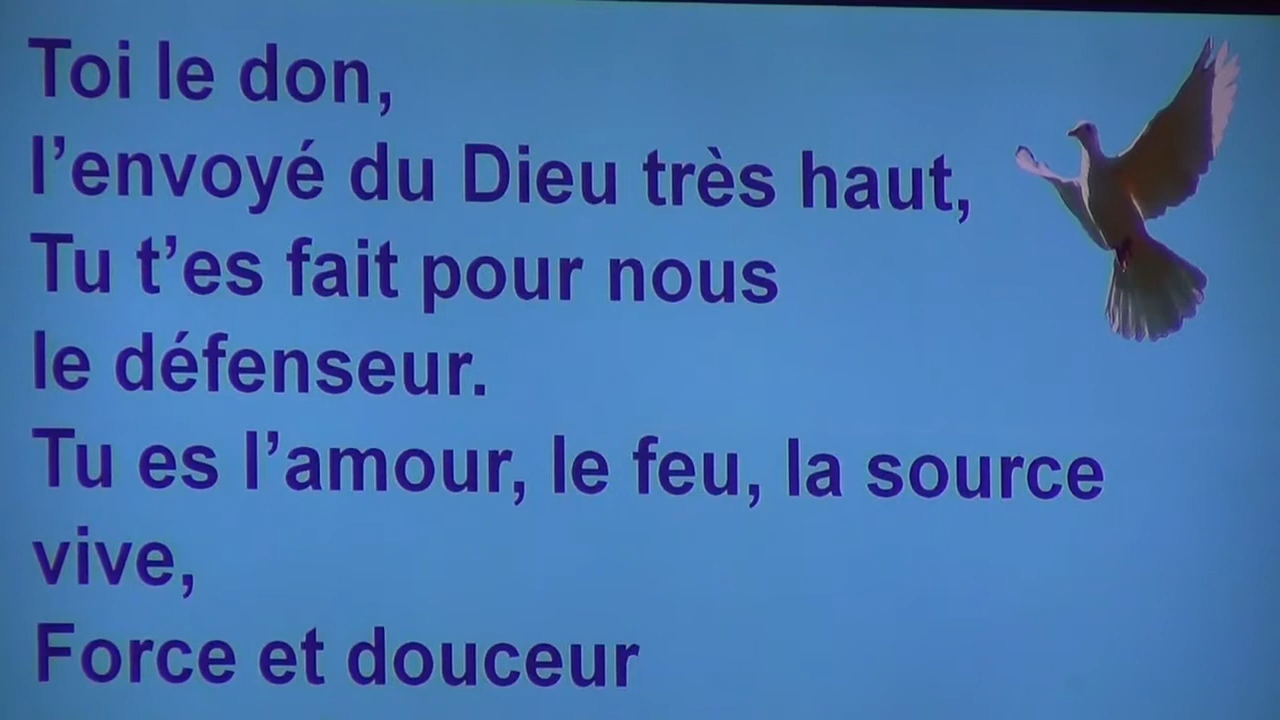 Toi le don,
l’envoyé du Dieu très haut,
Tu t’es fait pour nous
le défenseur.
Tu es l’amour, le feu, la source
vive,
Force et douceur